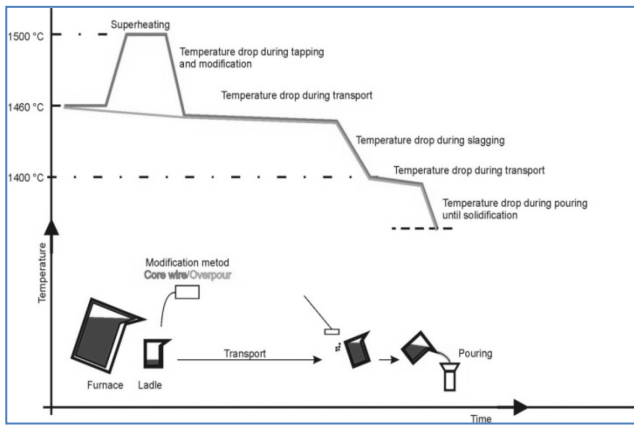 Superheating
1500 °C
Temperature drop during tapping
and modification
Temperature drop during transport
1460 °C
Temperature drop during slagging
Temperature drop during transport
1400 °C
Temperature drop during pouring
until solidification
Temperature
Modification metod
Core wire/Overpour
Transport
Pouring
Furnace
Ladle
Time